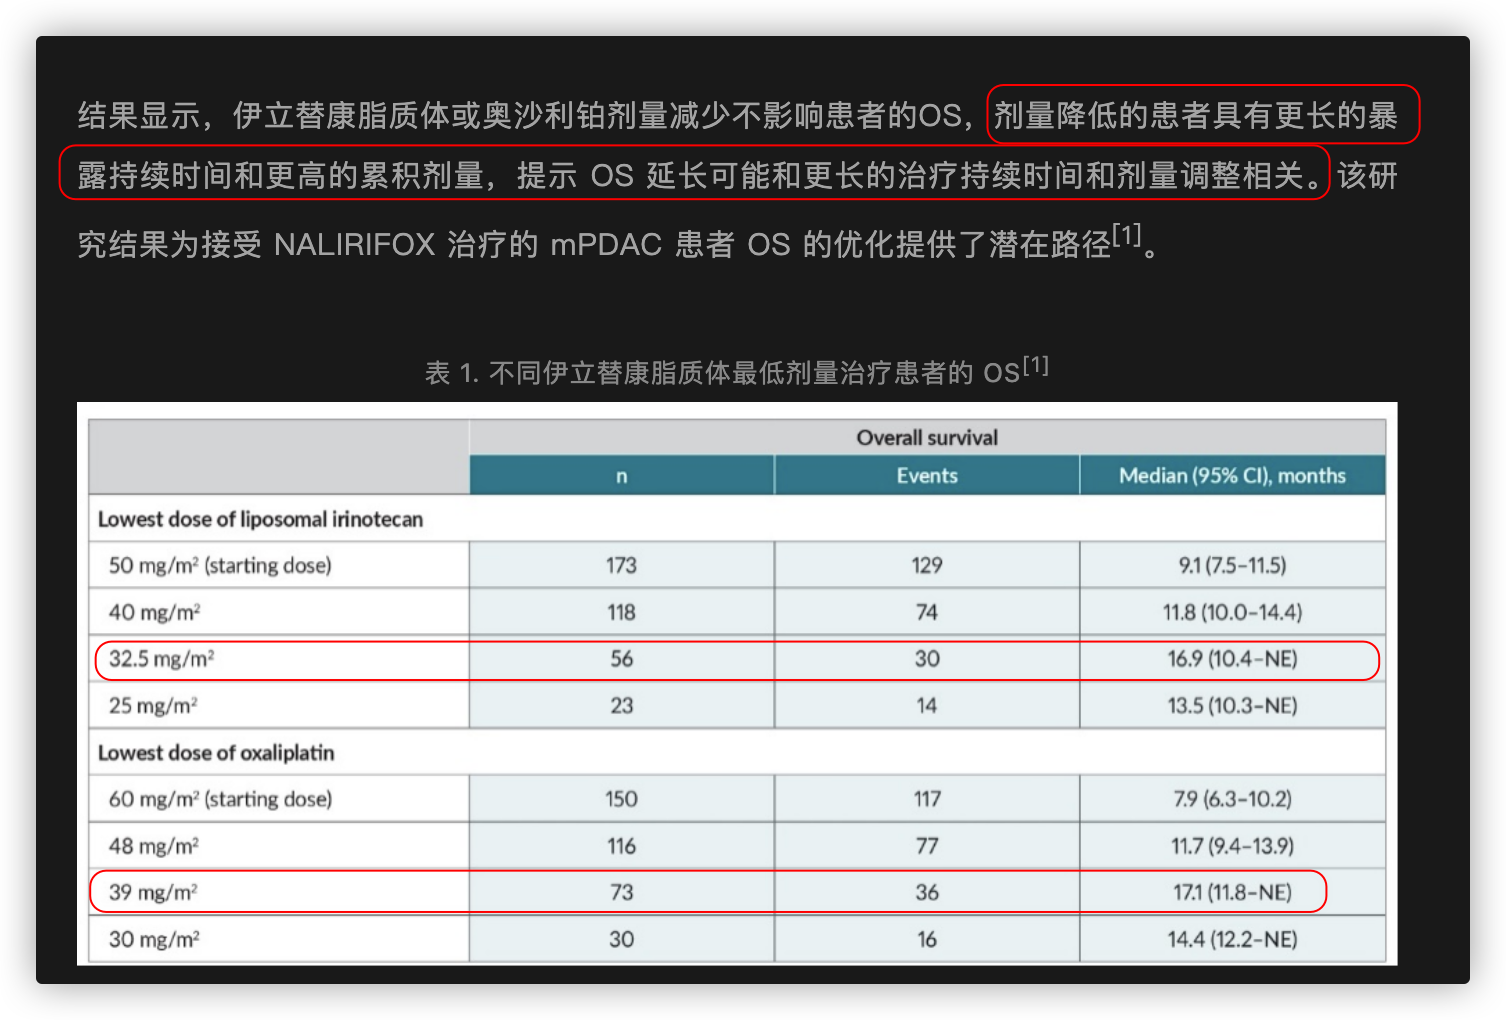 结果显示，伊立替康脂质体或奥沙利铂剂量减少不影响患者的OS，剂量降低的患者具有更长的暴
露持续时间和更高的累积剂量，提示 OS 延长可能和更长的治疗持续时间和剂量调整相关。该研
究结果为接受 NALIRIFOX 治疗的 mPDAC 患者 OS 的优化提供了潜在路径[1]。
表 1. 不同伊立替康脂质体最低剂量治疗患者的 OS[1]
Overall survival
n Events Median (95% CI), months
Lowest dose of liposomal irinotecan
50 mg/m² (starting dose) 173 129 9.1 (7.5–11.5)
40 mg/m² 118 74 11.8 (10.0–14.4)
32.5 mg/m² 56 30 16.9 (10.4–NE)
25 mg/m² 23 14 13.5 (10.3–NE)
Lowest dose of oxaliplatin
60 mg/m² (starting dose) 150 117 7.9 (6.3–10.2)
48 mg/m² 116 77 11.7 (9.4–13.9)
39 mg/m² 73 36 17.1 (11.8–NE)
30 mg/m² 30 16 14.4 (12.2–NE)